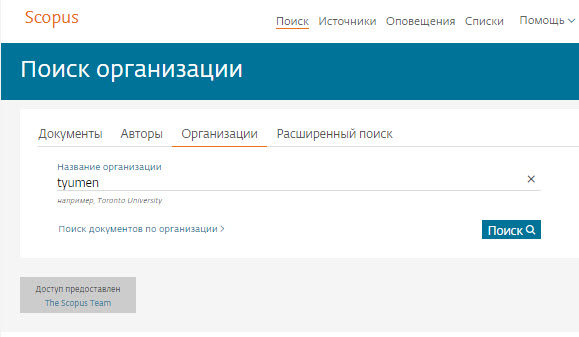 Scopus
Поиск Источники Оповещения Списки Помощь
Поиск организации
Документы Авторы Организации Расширенный поиск
Название организации
tyumen
например, Toronto University
Поиск документов по организации
Поиск
Доступ предоставлен
The Scopus Team